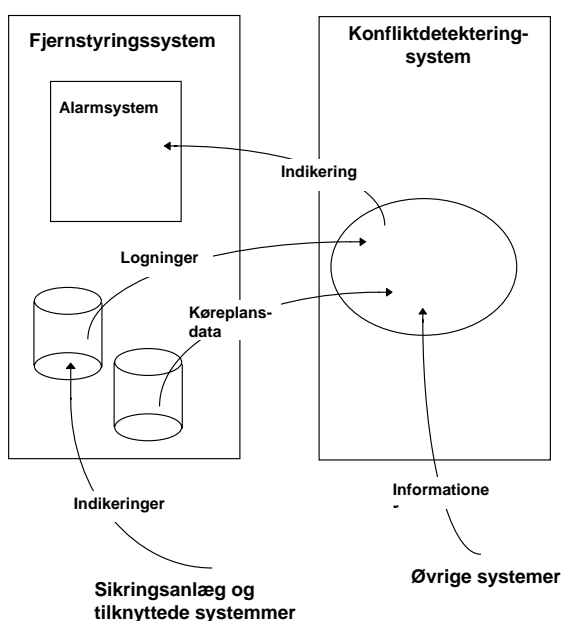 Fjernstyringssystem
Konfliktdetektering-
system
Alarmsystem
Indikering
Logninger
Køreplans-
data
Indikeringer
Informatione
Sikringsanlæg og
tilknyttede systemmer
Øvrige systemer